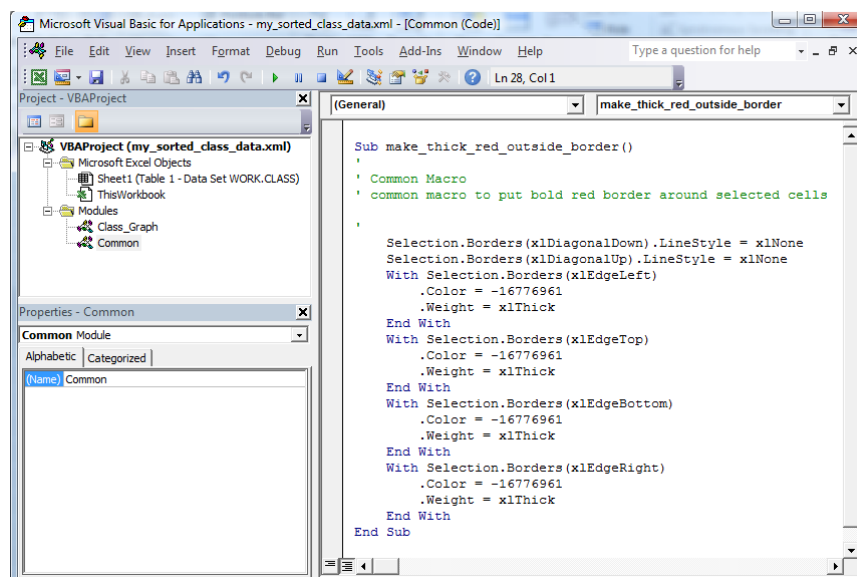 Microsoft Visual Basic for Applications - my_sorted_class_data.xml - [Common (Code)]
File Edit View Insert Format Debug Run Tools Add-Ins Window Help Type a question for help
Ln 28, Col 1
Project - VBAProject
VBAProject (my_sorted_class_data.xml)
Microsoft Excel Objects
Sheet1 (Table 1 - Data Set WORK.CLASS)
ThisWorkbook
Modules
Class_Graph
Common
Properties - Common
Common Module
Alphabetic Categorized
(Name) Common
(General) make_thick_red_outside_border
Sub make_thick_red_outside_border()
'
' Common Macro
' common macro to put bold red border around selected cells
'
Selection.Borders(xlDiagonalDown).LineStyle = xlNone
Selection.Borders(xlDiagonalUp).LineStyle = xlNone
With Selection.Borders(xlEdgeLeft)
.Color = -16776961
.Weight = xlThick
End With
With Selection.Borders(xlEdgeTop)
.Color = -16776961
.Weight = xlThick
End With
With Selection.Borders(xlEdgeBottom)
.Color = -16776961
.Weight = xlThick
End With
With Selection.Borders(xlEdgeRight)
.Color = -16776961
.Weight = xlThick
End With
End Sub